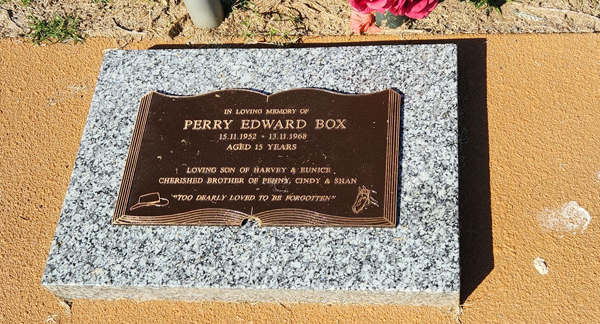 IN LOVING MEMORY OF
PERRY EDWARD BOX
15.11.1952 - 13.11.1968
AGED 15 YEARS
LOVING SON OF HARVEY & EUNICE
CHERISHED BROTHER OF PENNY, CINDY & SHAN
"TOO DEARLY LOVED TO BE FORGOTTEN"